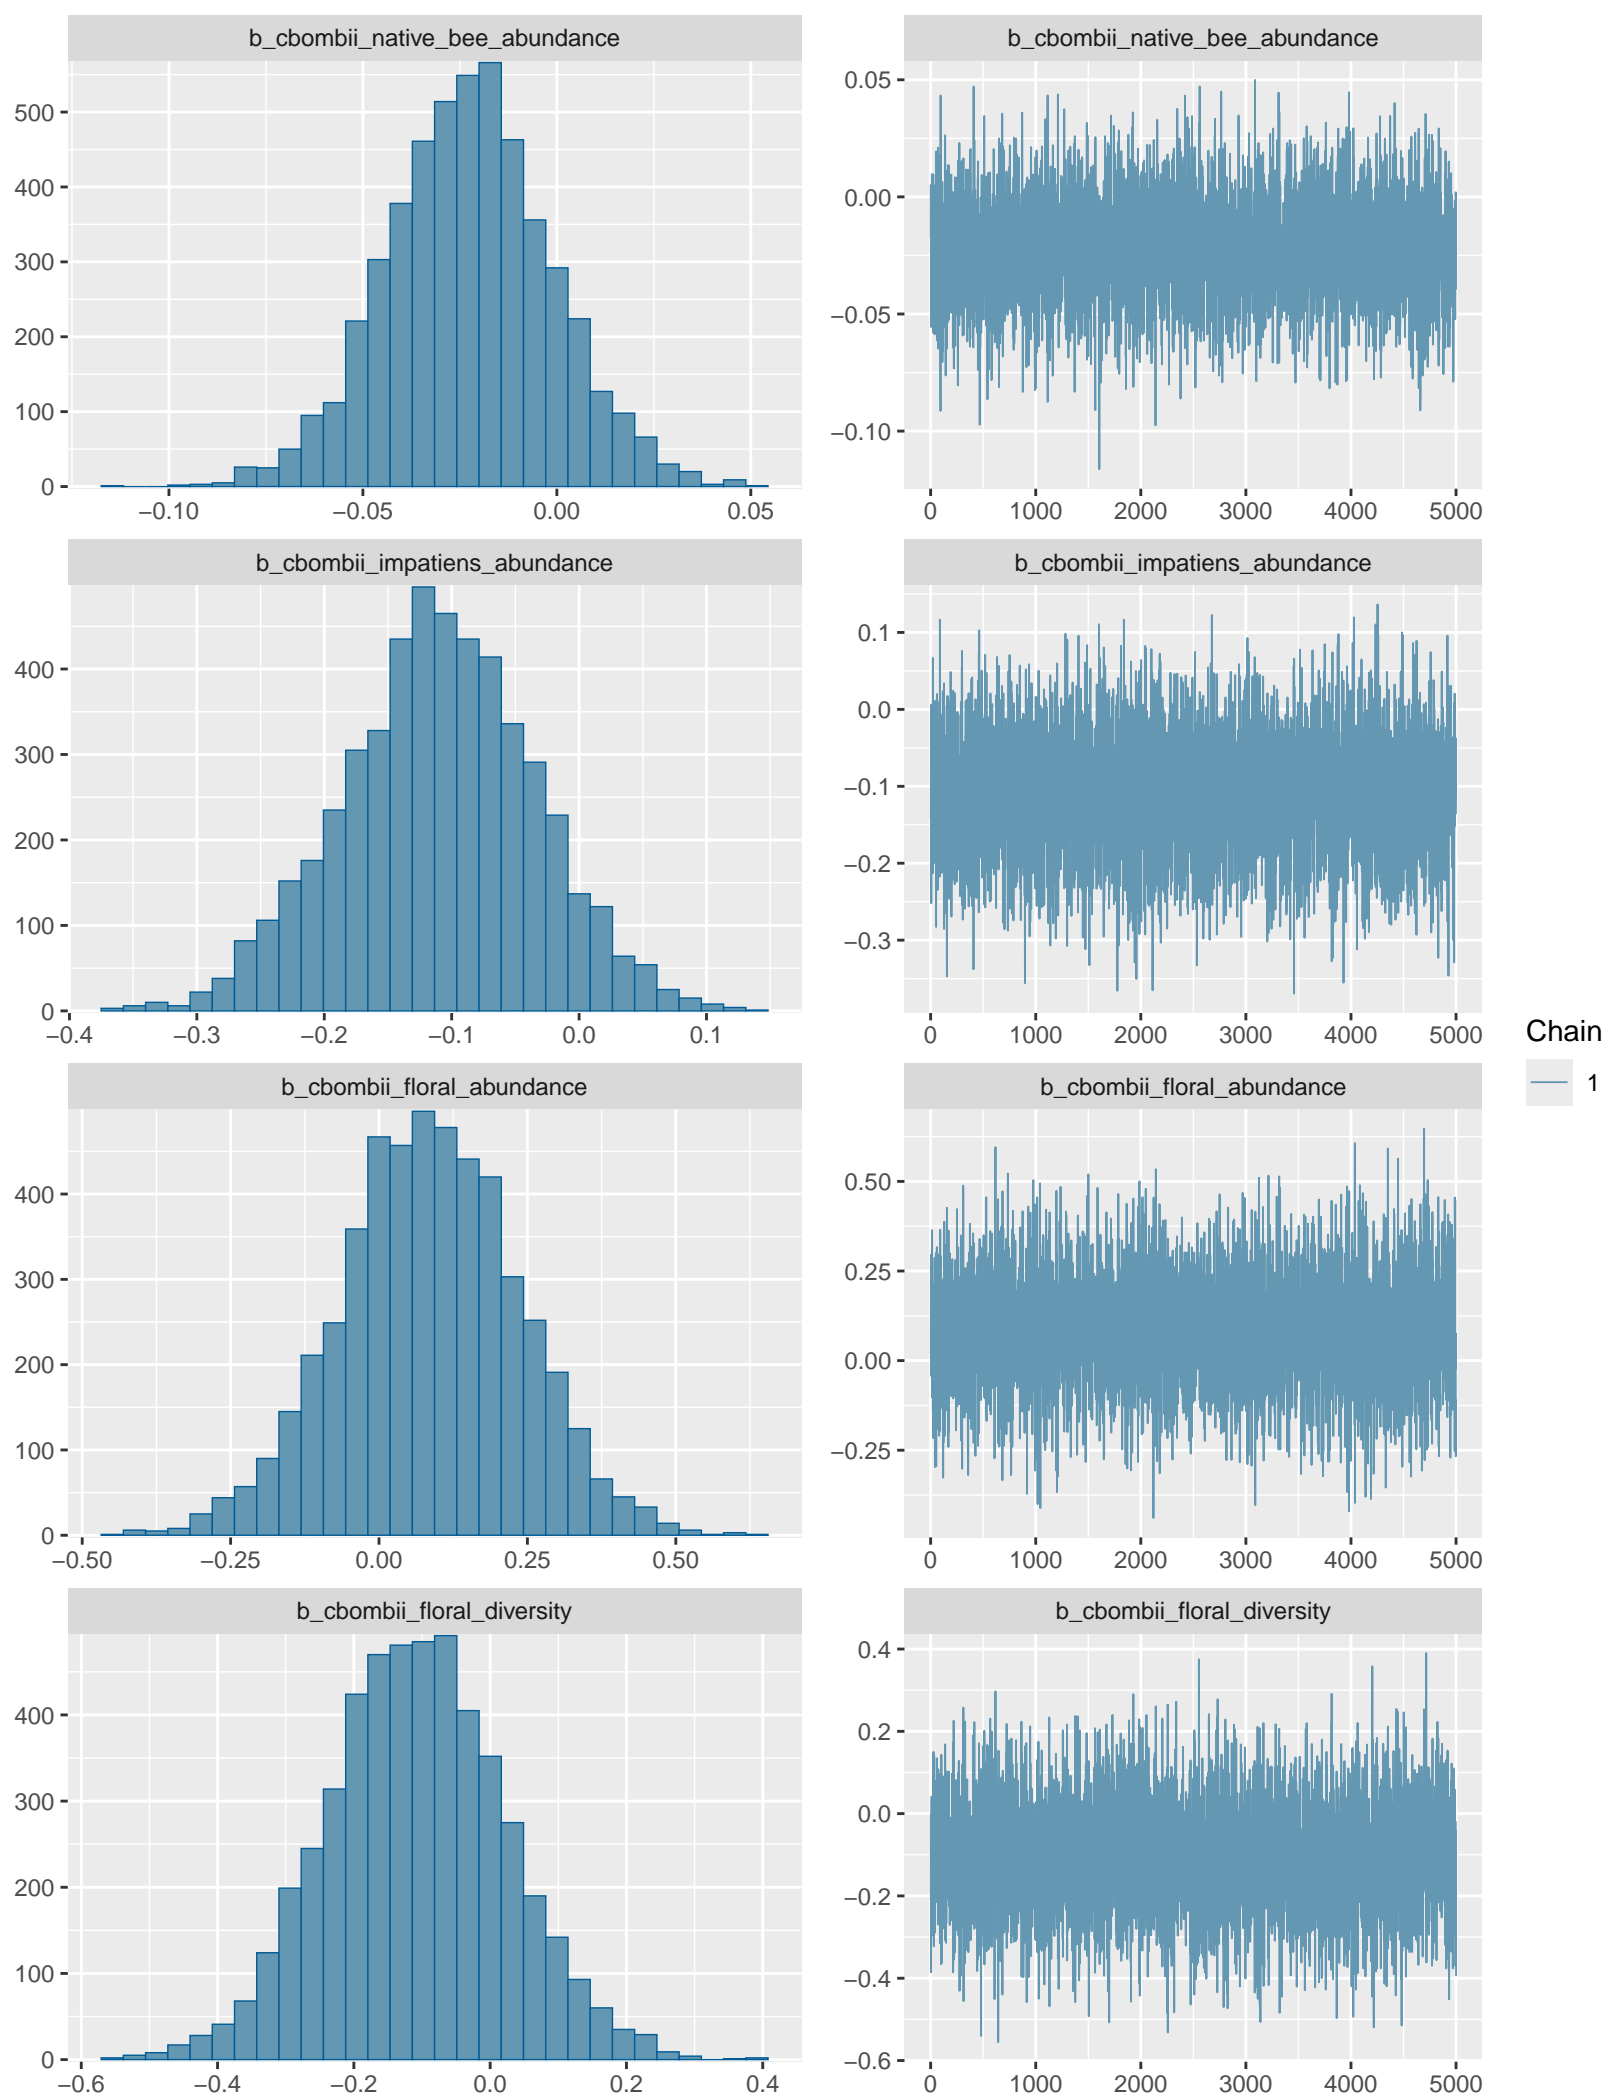 b_cbombii_native_bee_abundance
500
400
300
200
100
0
−0.10 −0.05 0.00 0.05
b_cbombii_native_bee_abundance
0.05
0.00
−0.05
−0.10
0 1000 2000 3000 4000 5000
b_cbombii_impatiens_abundance
400
300
200
100
0
−0.4 −0.3 −0.2 −0.1 0.0 0.1
b_cbombii_impatiens_abundance
0.1
0.0
−0.1
−0.2
−0.3
0 1000 2000 3000 4000 5000
b_cbombii_floral_abundance
400
300
200
100
0
−0.50 −0.25 0.00 0.25 0.50
b_cbombii_floral_abundance
0.50
0.25
0.00
−0.25
0 1000 2000 3000 4000 5000
b_cbombii_floral_diversity
400
300
200
100
0
−0.6 −0.4 −0.2 0.0 0.2 0.4
b_cbombii_floral_diversity
0.4
0.2
0.0
−0.2
−0.4
−0.6
0 1000 2000 3000 4000 5000
Chain
1